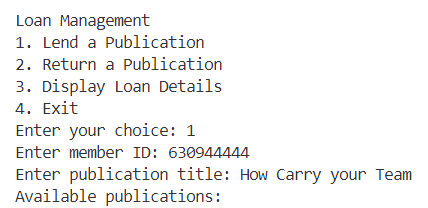 Loan Management
1. Lend a Publication
2. Return a Publication
3. Display Loan Details
4. Exit
Enter your choice: 1
Enter member ID: 630944444
Enter publication title: How Carry your Team
Available publications: